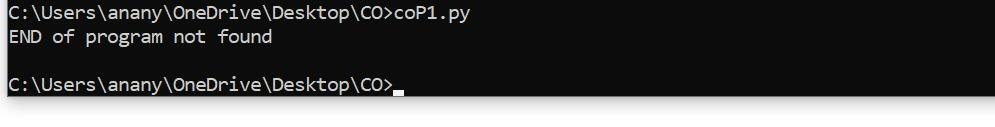 C:\Users\anany\OneDrive\Desktop\CO>coP1.py
END of program not found
C:\Users\anany\OneDrive\Desktop\CO>